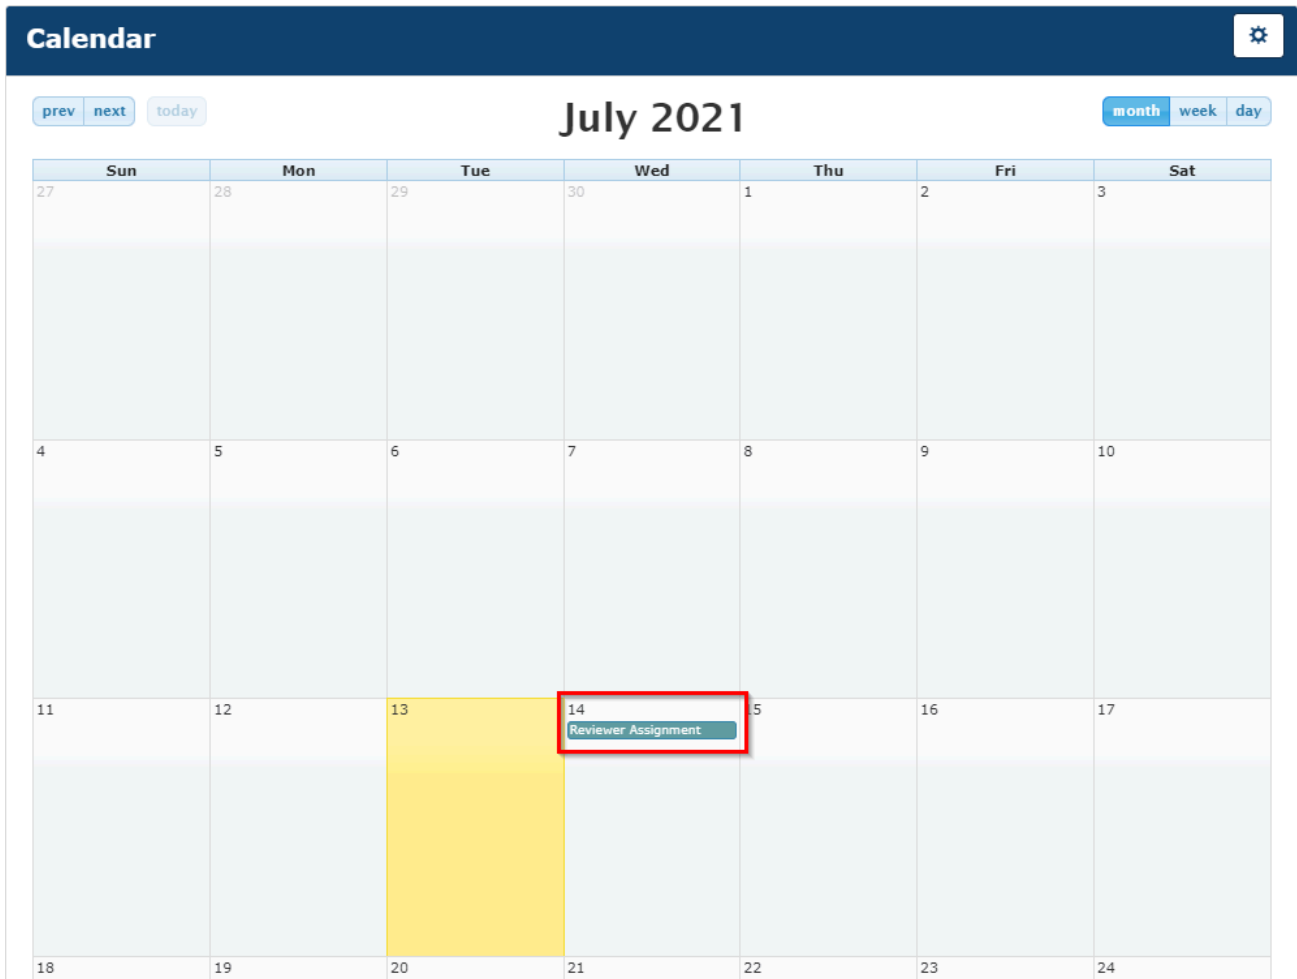 Calendar
prev next today
July 2021
month week day
Sun Mon Tue Wed Thu Fri Sat
27 28 29 30 1 2 3
4 5 6 7 8 9 10
11 12 13 14 15 16 17
Reviewer Assignment
18 19 20 21 22 23 24